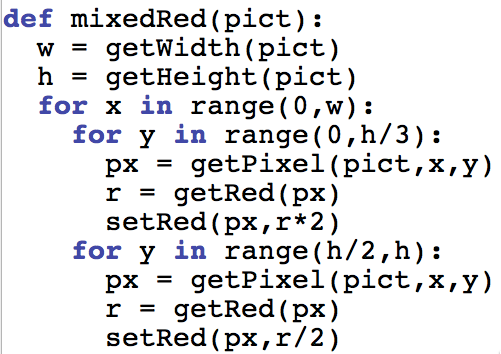 def mixedRed(pict):
  w = getWidth(pict)
  h = getHeight(pict)
  for x in range(0,w):
    for y in range(0,h/3):
      px = getPixel(pict,x,y)
      r = getRed(px)
      setRed(px,r*2)
    for y in range(h/2,h):
      px = getPixel(pict,x,y)
      r = getRed(px)
      setRed(px,r/2)